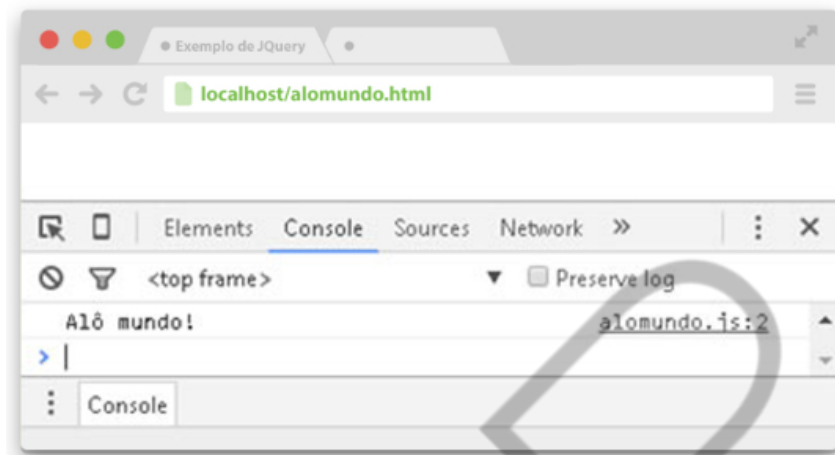 Exemplo de JQuery
localhost/alomundo.html
Elements Console Sources Network »
<top frame> ▼ Preserve log
Alô mundo! alomundo.js:2
>
Console